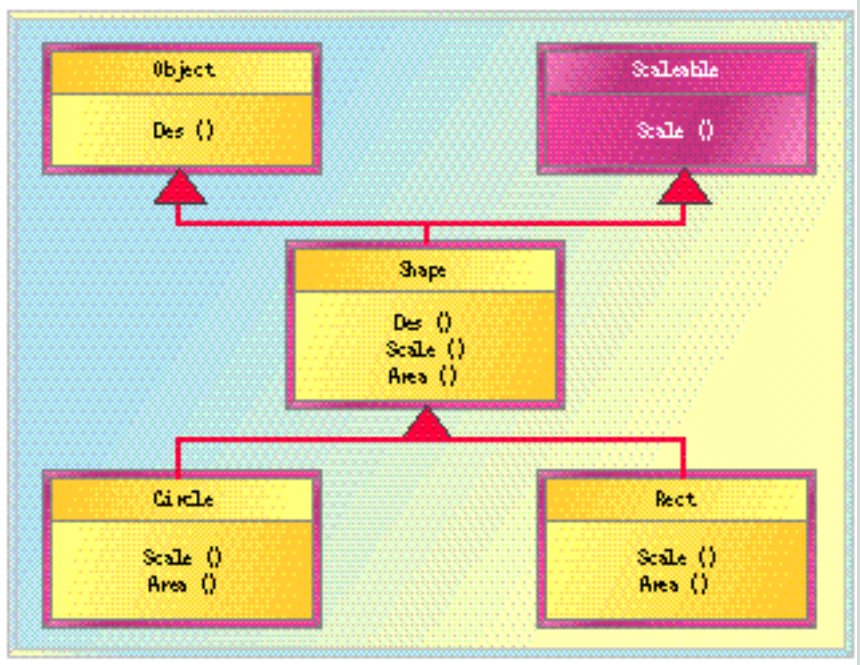 Object
Des ()
Scaleable
Scale ()
Shape
Des ()
Scale ()
Area ()
Circle
Scale ()
Area ()
Rect
Scale ()
Area ()